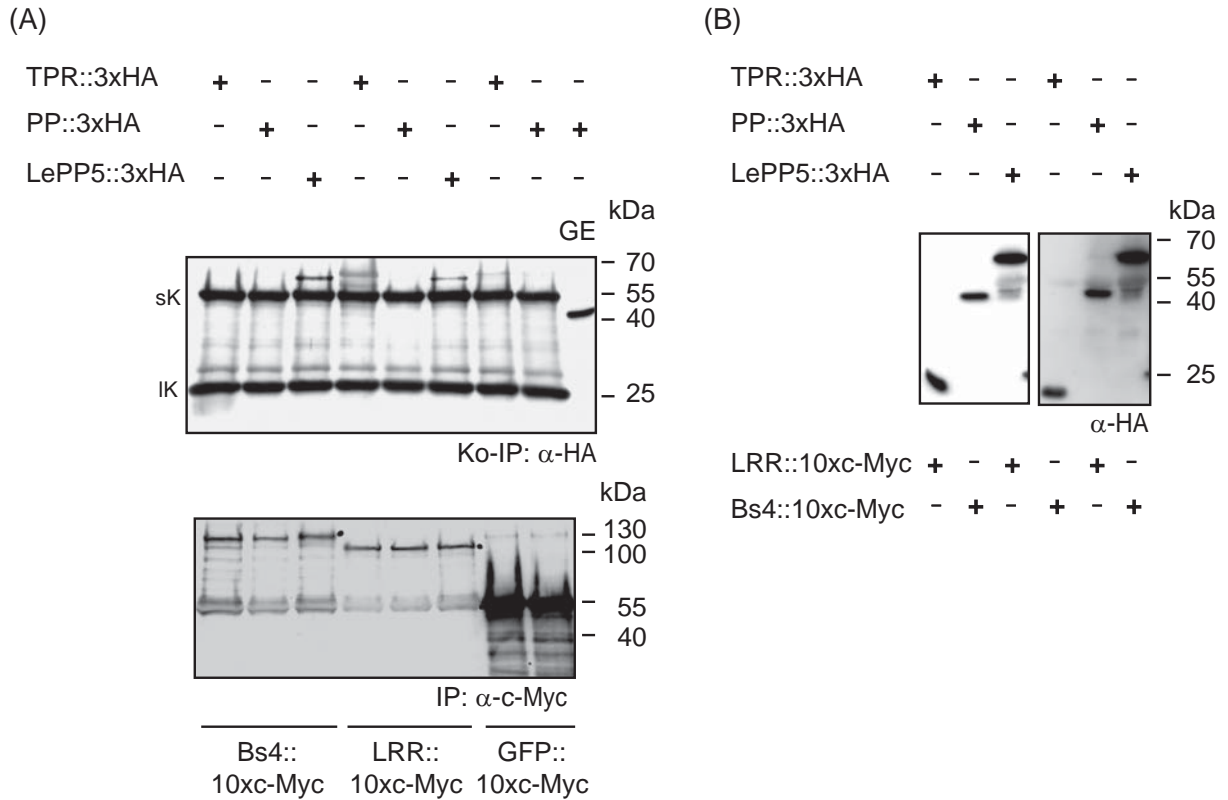 (A)
TPR::3xHA + – – + – – + – –
PP::3xHA – + – – + – – + +
LePP5::3xHA – – + – – + – –
kDa
GE
70
sK
55
40
lK
25
Ko-IP: α-HA
kDa
130
100
55
40
IP: α-c-Myc
Bs4::
10xc-Myc
LRR::
10xc-Myc
GFP::
10xc-Myc
(B)
TPR::3xHA + – – + – –
PP::3xHA – + – – + –
LePP5::3xHA – – + – – +
kDa
70
55
40
25
α-HA
LRR::10xc-Myc + – + – + –
Bs4::10xc-Myc – + – + – +